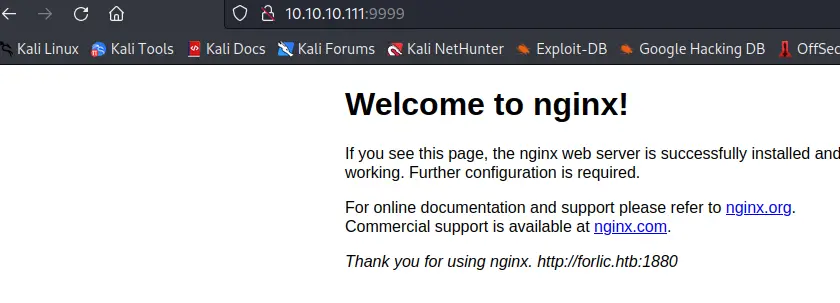 10.10.10.111:9999
Kali Linux Kali Tools Kali Docs Kali Forums Kali NetHunter Exploit-DB Google Hacking DB OffSec
Welcome to nginx!
If you see this page, the nginx web server is successfully installed and
working. Further configuration is required.
For online documentation and support please refer to nginx.org.
Commercial support is available at nginx.com.
Thank you for using nginx. http://forlic.htb:1880